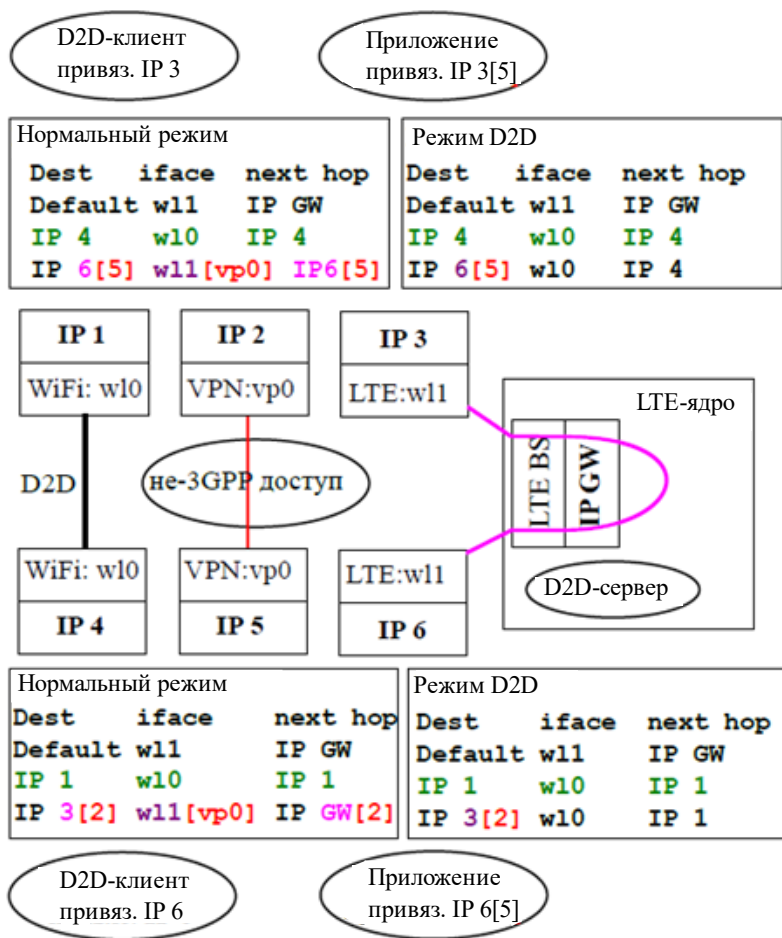 D2D-клиент
привяз. IP 3
Приложение
привяз. IP 3[5]
Нормальный режим
Dest iface next hop
Default wl1 IP GW
IP 4 wl0 IP 4
IP 6[5] wl1[vp0] IP6[5]
Режим D2D
Dest iface next hop
Default wl1 IP GW
IP 4 wl0 IP 4
IP 6[5] wl0 IP 4
IP 1
WiFi: wl0
IP 2
VPN:vp0
IP 3
LTE:wl1
LTE-ядро
LTE BS
IP GW
D2D
не-3GPP доступ
D2D-сервер
WiFi: wl0
IP 4
VPN:vp0
IP 5
LTE:wl1
IP 6
Нормальный режим
Dest iface next hop
Default wl1 IP GW
IP 1 wl0 IP 1
IP 3[2] wl1[vp0] IP GW[2]
Режим D2D
Dest iface next hop
Default wl1 IP GW
IP 1 wl0 IP 1
IP 3[2] wl0 IP 1
D2D-клиент
привяз. IP 6
Приложение
привяз. IP 6[5]